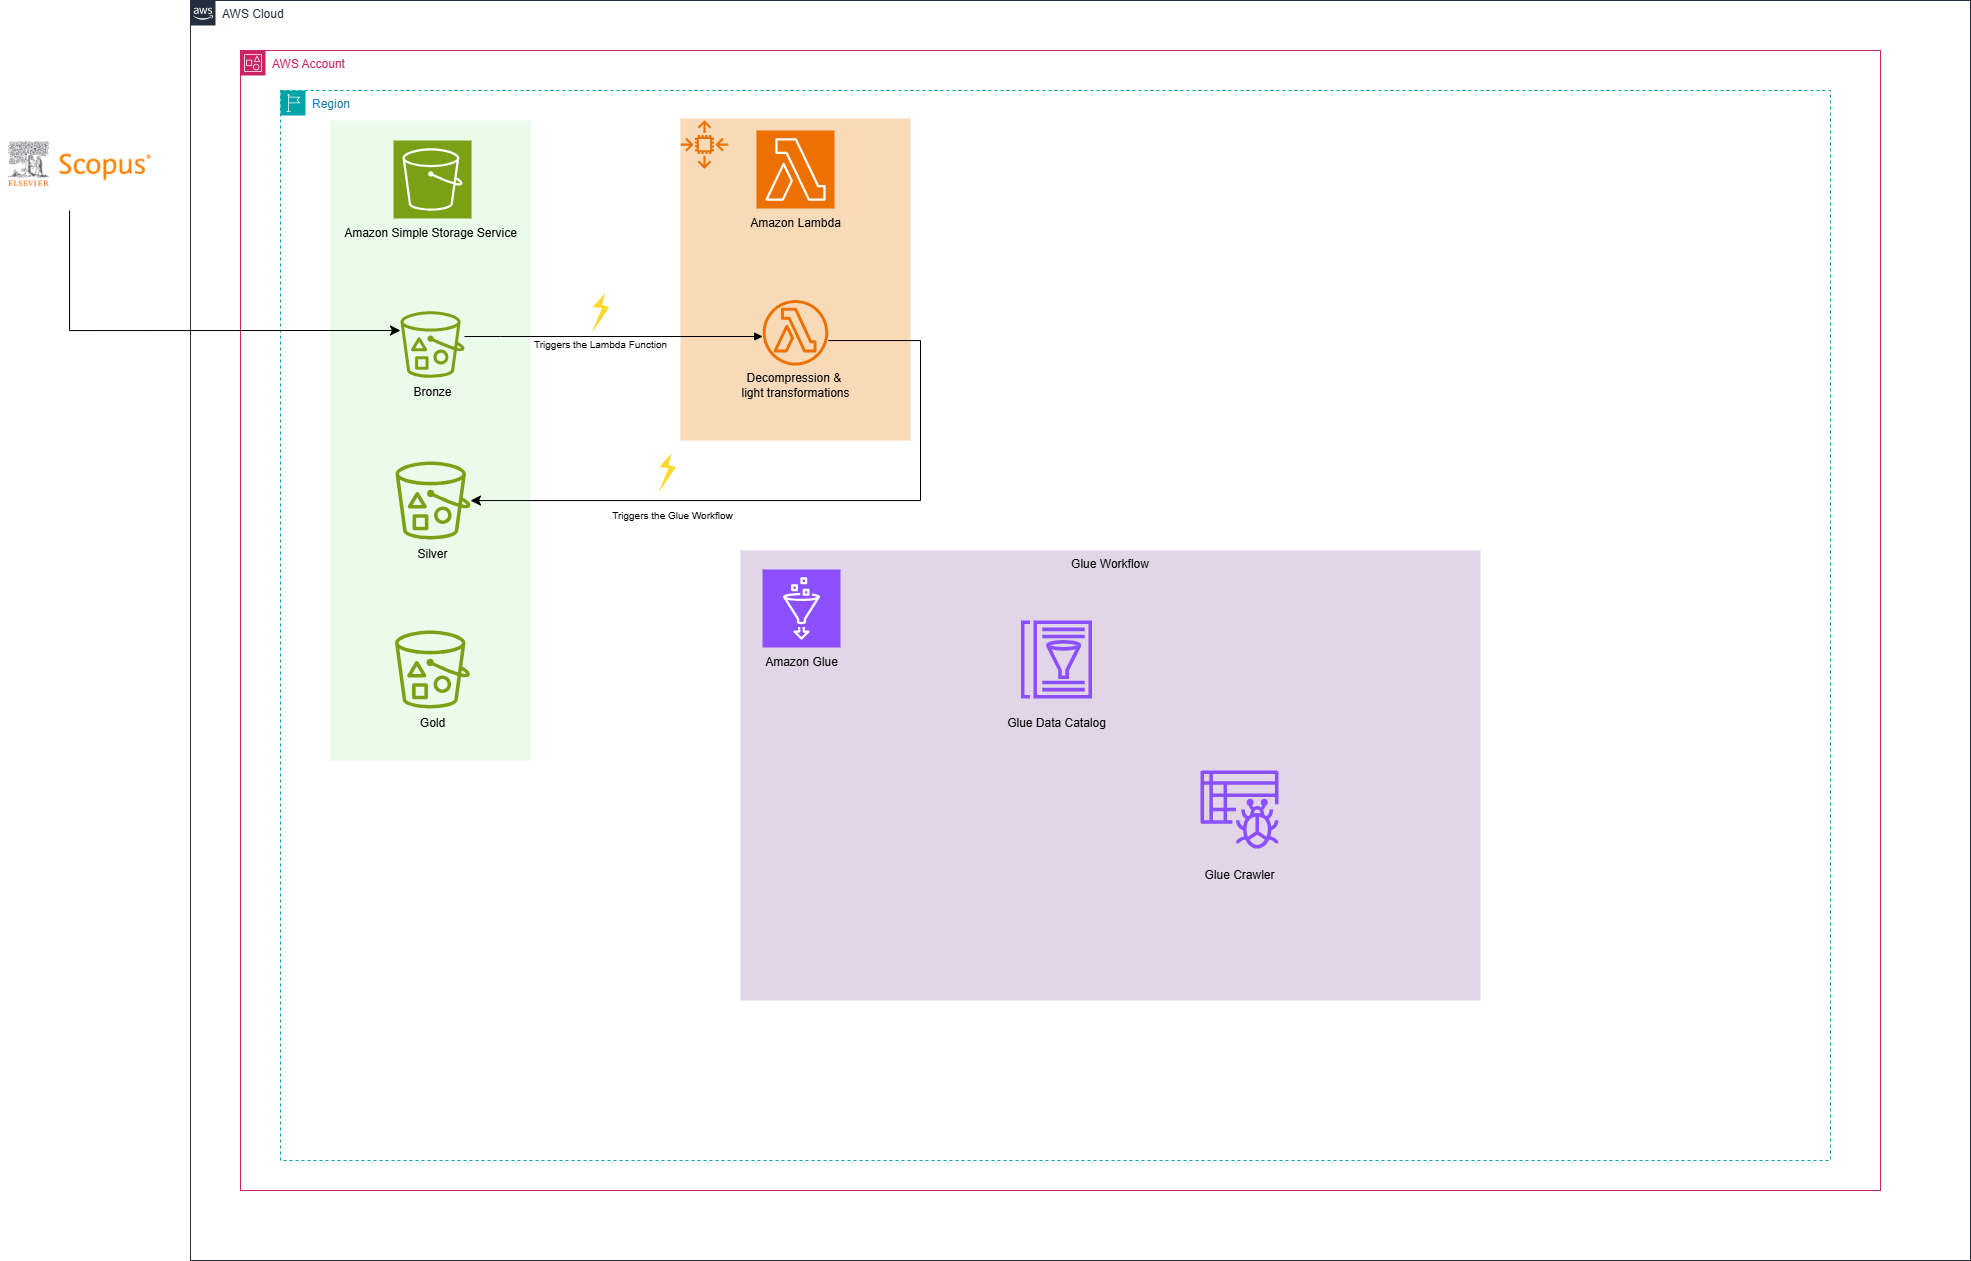 aws
AWS Cloud
AWS Account
Region
ELSEVIER
Scopus®
Amazon Simple Storage Service
Amazon Lambda
Triggers the Lambda Function
Bronze
Decompression &
light transformations
Triggers the Glue Workflow
Silver
Glue Workflow
Amazon Glue
Gold
Glue Data Catalog
Glue Crawler